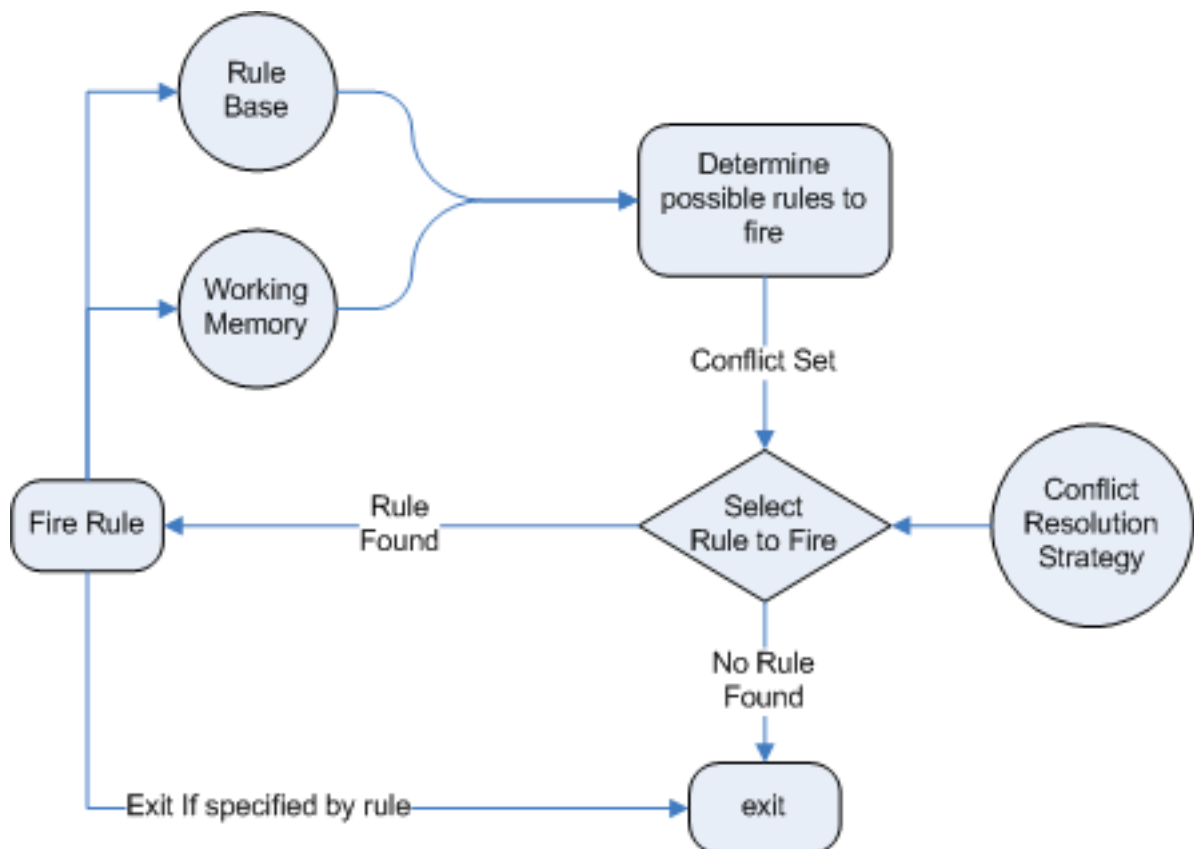 Rule
Base
Determine
possible rules to
fire
Working
Memory
Conflict Set
Conflict
Resolution
Strategy
Select
Rule to Fire
Rule
Found
Fire Rule
No Rule
Found
Exit If specified by rule
exit